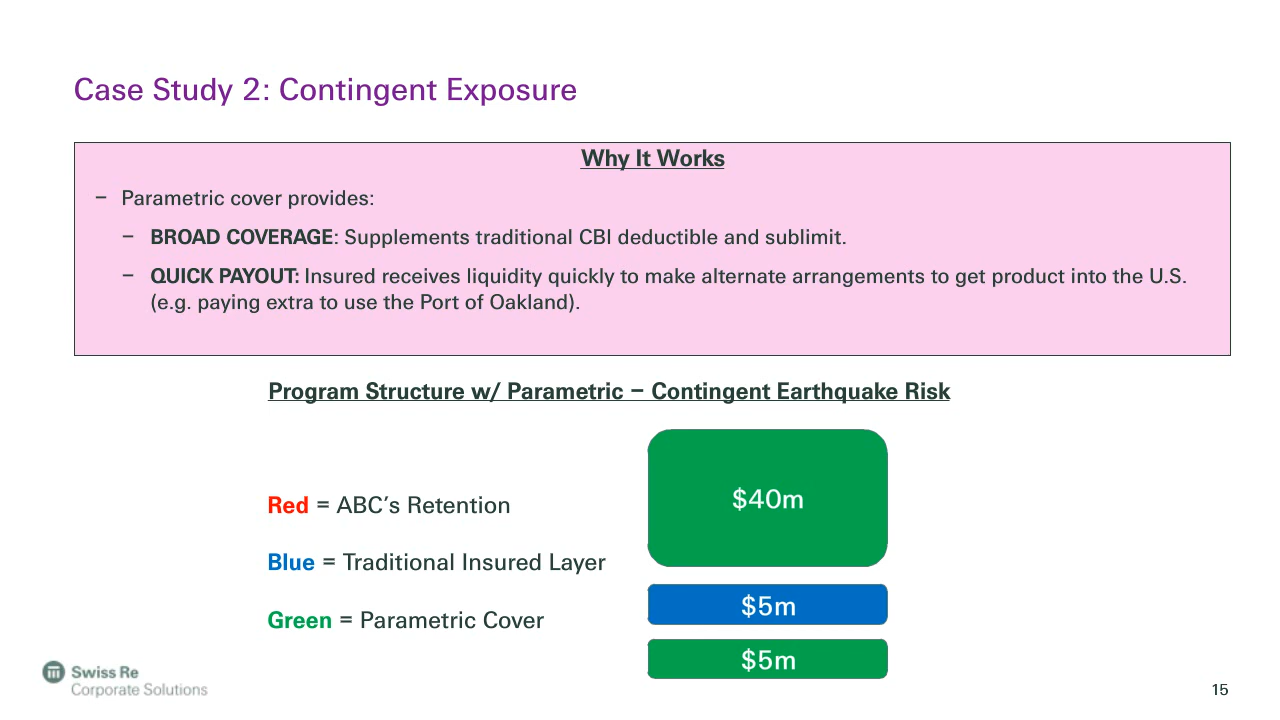 Case Study 2: Contingent Exposure
Why It Works
− Parametric cover provides:
− BROAD COVERAGE: Supplements traditional CBI deductible and sublimit.
− QUICK PAYOUT: Insured receives liquidity quickly to make alternate arrangements to get product into the U.S.
(e.g. paying extra to use the Port of Oakland).
Program Structure w/ Parametric − Contingent Earthquake Risk
$40m
Red = ABC’s Retention
Blue = Traditional Insured Layer
$5m
Green = Parametric Cover
$5m
Swiss Re
Corporate Solutions
15